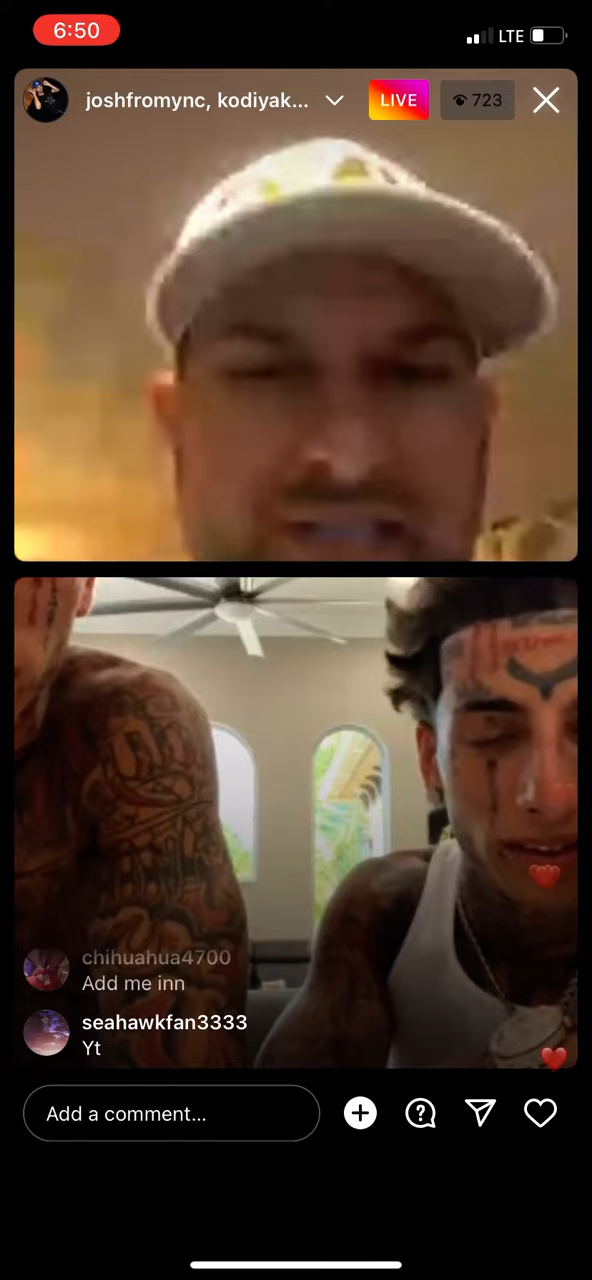 6:50
LTE
joshfromync, kodiyak...
LIVE
723
chihuahua4700
Add me inn
seahawkfan3333
Yt
Add a comment...